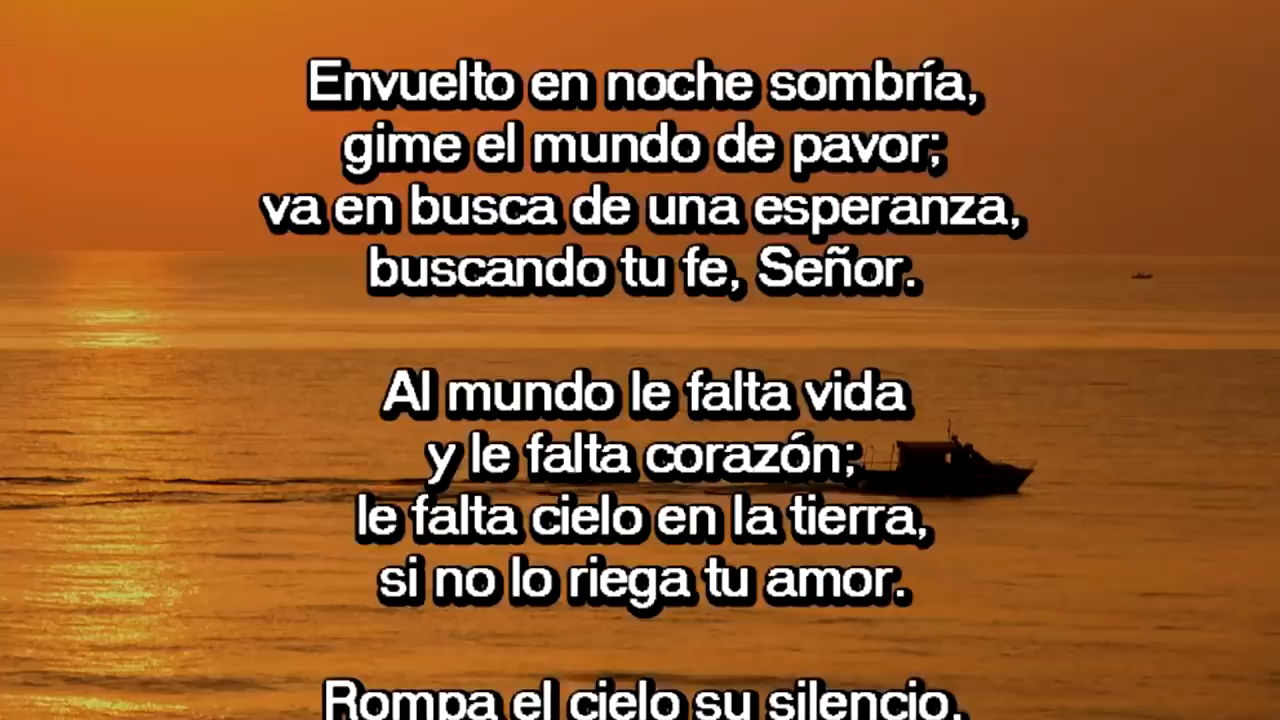 Envuelto en noche sombría,
gime el mundo de pavor;
va en busca de una esperanza,
buscando tu fe, Señor.
Al mundo le falta vida
y le falta corazón;
le falta cielo en la tierra,
si no lo riega tu amor.
Rompa el cielo su silencio,